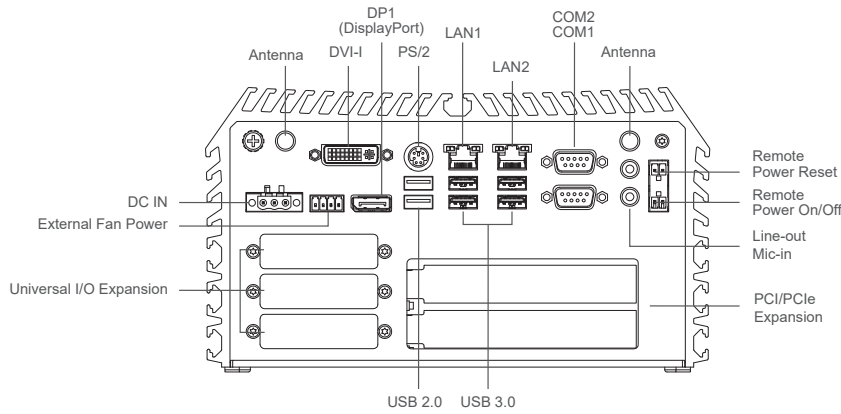 DP1
(DisplayPort)
LAN1
COM2
COM1
Antenna
DVI-I
PS/2
LAN2
Antenna
Remote
Power Reset
DC IN
Remote
Power On/Off
External Fan Power
Line-out
Mic-in
Universal I/O Expansion
PCI/PCIe
Expansion
USB 2.0
USB 3.0